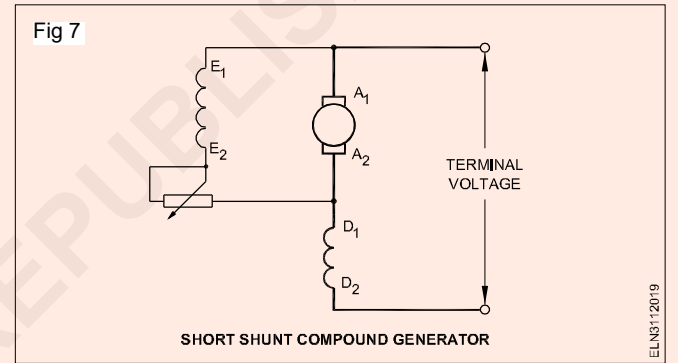 Fig 7
E1
E2
A1
A2
D1
D2
TERMINAL
VOLTAGE
SHORT SHUNT COMPOUND GENERATOR
ELN3112019